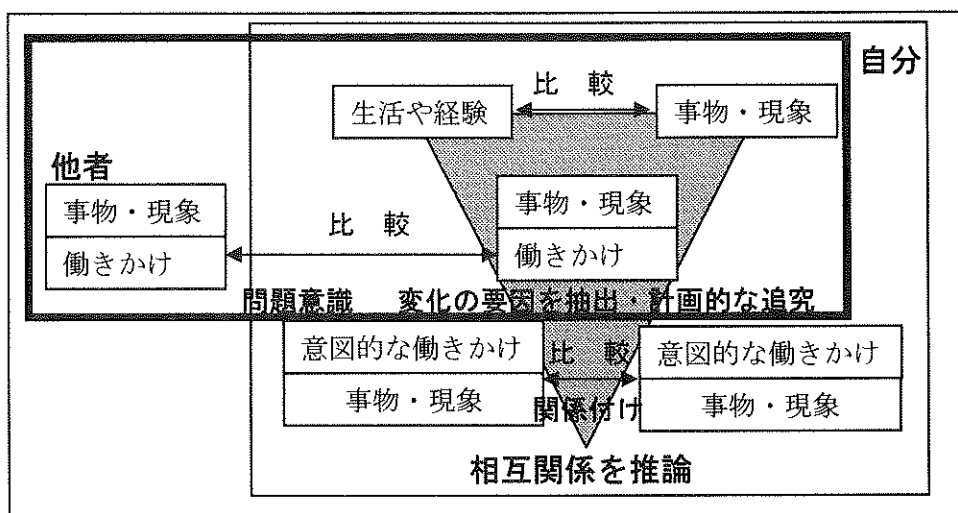 自分
比 較
生活や経験
事物・現象
他者
事物・現象
働きかけ
比 較
事物・現象
働きかけ
問題意識 変化の要因を抽出・計画的な追究
意図的な働きかけ
事物・現象
比 較
関係付け
意図的な働きかけ
事物・現象
相互関係を推論